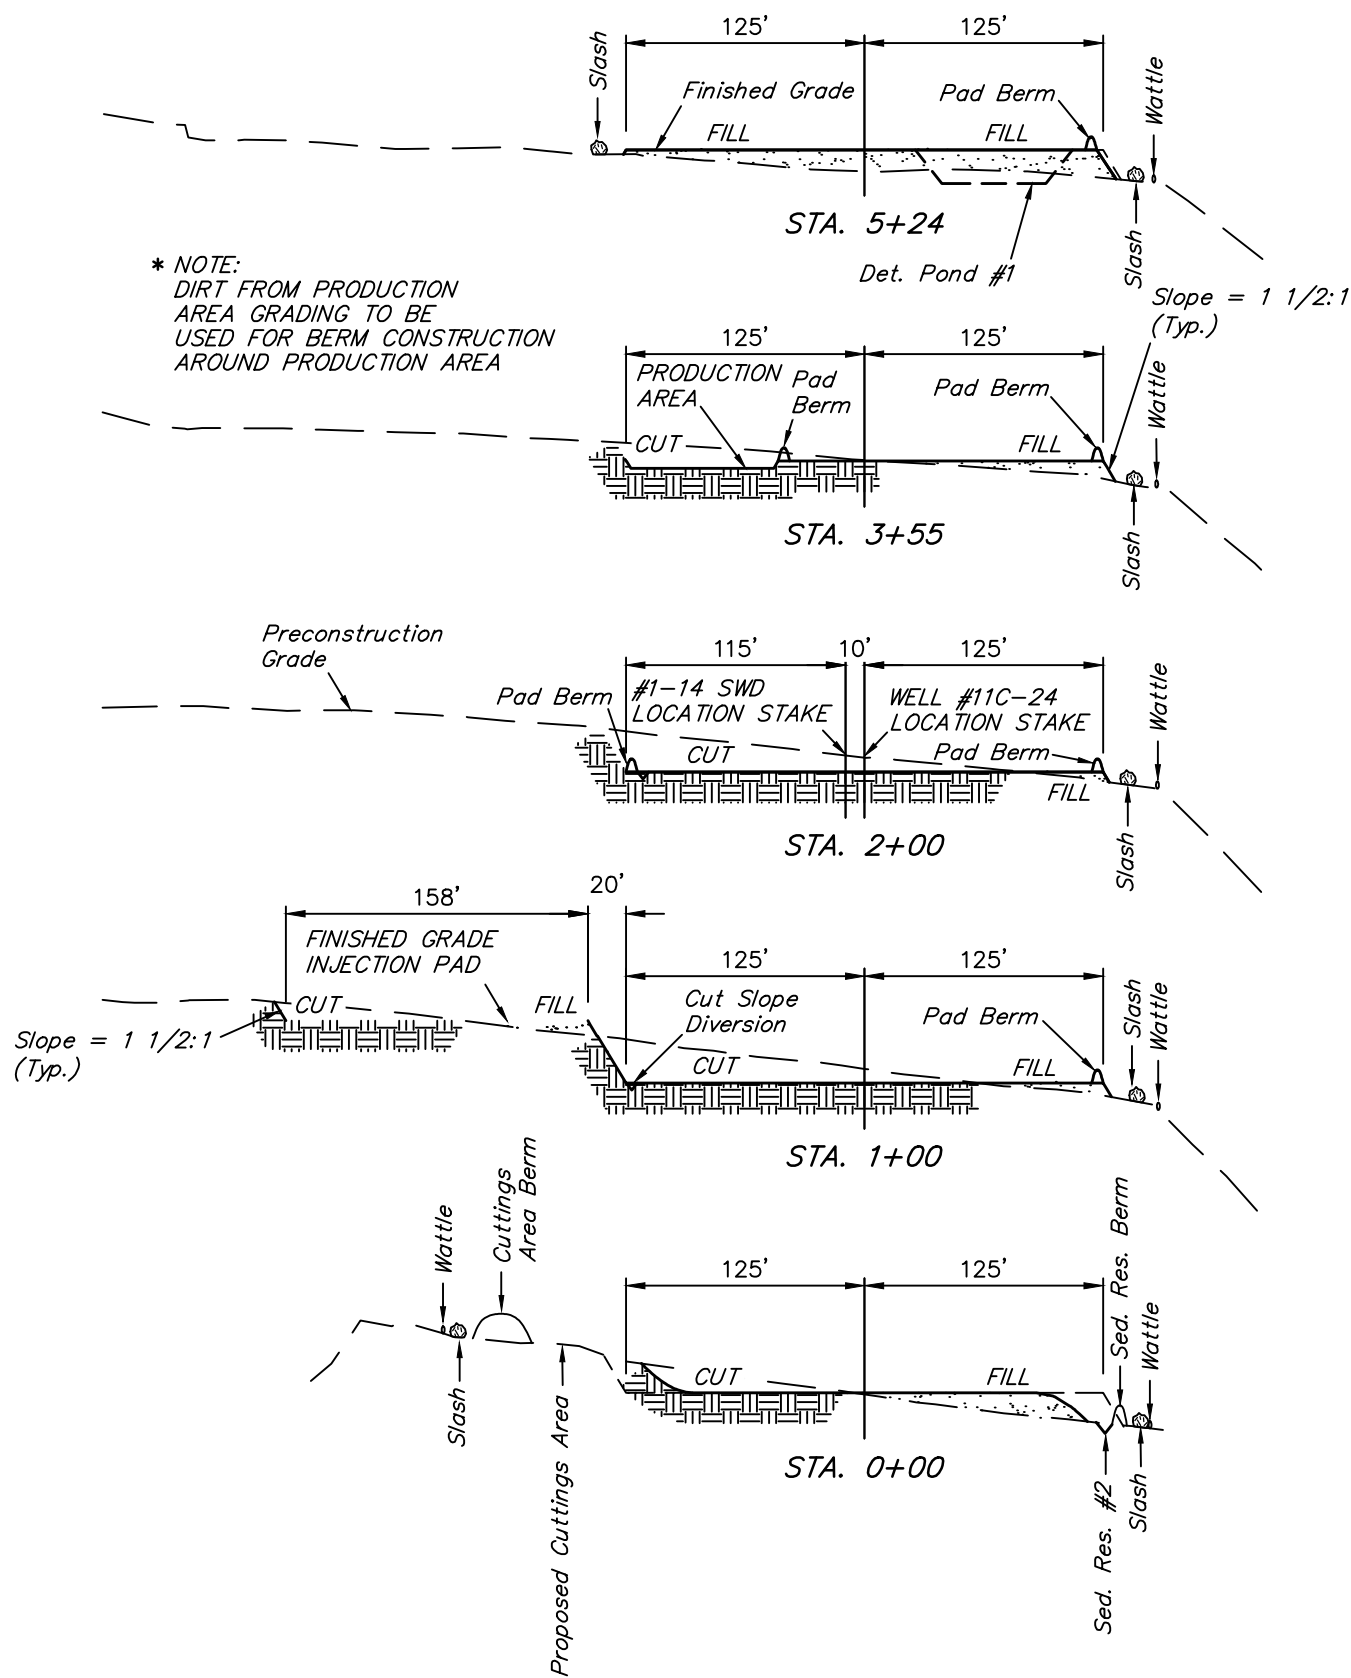 125'
125'
Slash
Finished Grade
Pad Berm
Wattle
FILL
FILL
STA. 5+24
Det. Pond #1
Slash
* NOTE:
DIRT FROM PRODUCTION
AREA GRADING TO BE
USED FOR BERM CONSTRUCTION
AROUND PRODUCTION AREA
Slope = 1 1/2:1
(Typ.)
125'
125'
PRODUCTION
AREA
Pad
Berm
Pad Berm
Wattle
CUT
FILL
STA. 3+55
Slash
Preconstruction
Grade
115'
10'
125'
Pad Berm
#1-14 SWD
LOCATION STAKE
WELL #11C-24
LOCATION STAKE
Wattle
CUT
Pad Berm
FILL
STA. 2+00
Slash
158'
20'
FINISHED GRADE
INJECTION PAD
125'
125'
CUT
FILL
Cut Slope
Diversion
Pad Berm
Slash
Wattle
Slope = 1 1/2:1
(Typ.)
CUT
FILL
STA. 1+00
Wattle
Cuttings
Area Berm
125'
125'
Sed. Res. Berm
Wattle
CUT
FILL
Slash
Proposed Cuttings Area
STA. 0+00
Sed. Res. #2
Slash